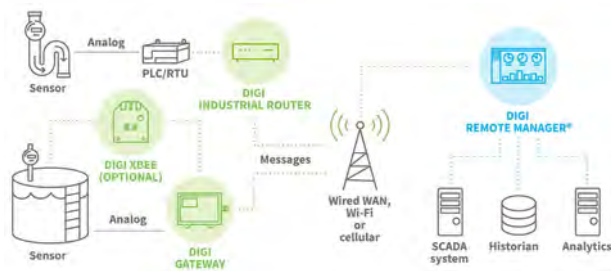 Analog
Sensor
PLC/RTU
DIGI
INDUSTRIAL ROUTER
DIGI
REMOTE MANAGER®
DIGI XBEE
(OPTIONAL)
Messages
Analog
Sensor
DIGI
GATEWAY
Wired WAN,
Wi-Fi
or
cellular
SCADA
system
Historian
Analytics